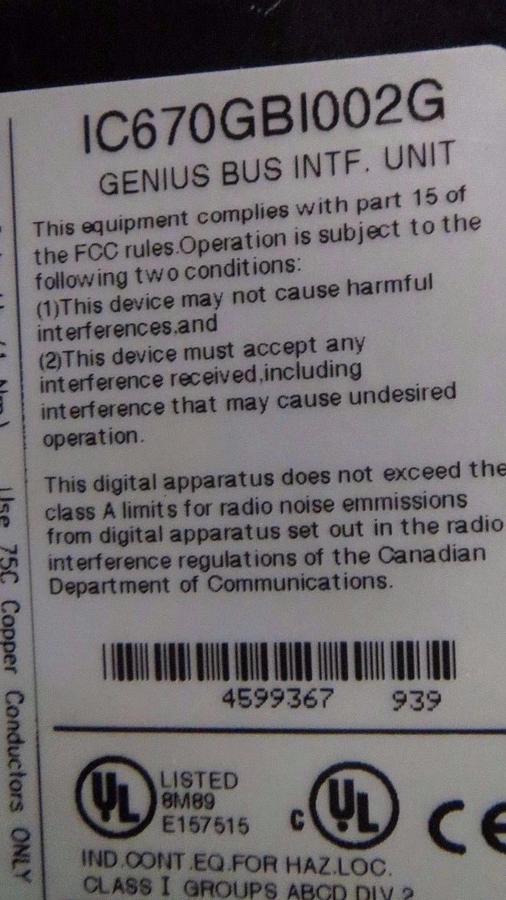 IC670GBI002G
GENIUS BUS INTF. UNIT
This equipment complies with part 15 of
the FCC rules.Operation is subject to the
following two conditions:
(1)This device may not cause harmful
interferences,and
(2)This device must accept any
interference received,including
interference that may cause undesired
operation.
This digital apparatus does not exceed the
class A limits for radio noise emmissions
from digital apparatus set out in the radio
interference regulations of the Canadian
Department of Communications.
4599367 939
UL LISTED
8M89
E157515
C UL CE
IND.CONT.EQ.FOR HAZ.LOC.
CLASS I GROUPS ABCD DIV 2
Use 75C Copper Conductors ONLY